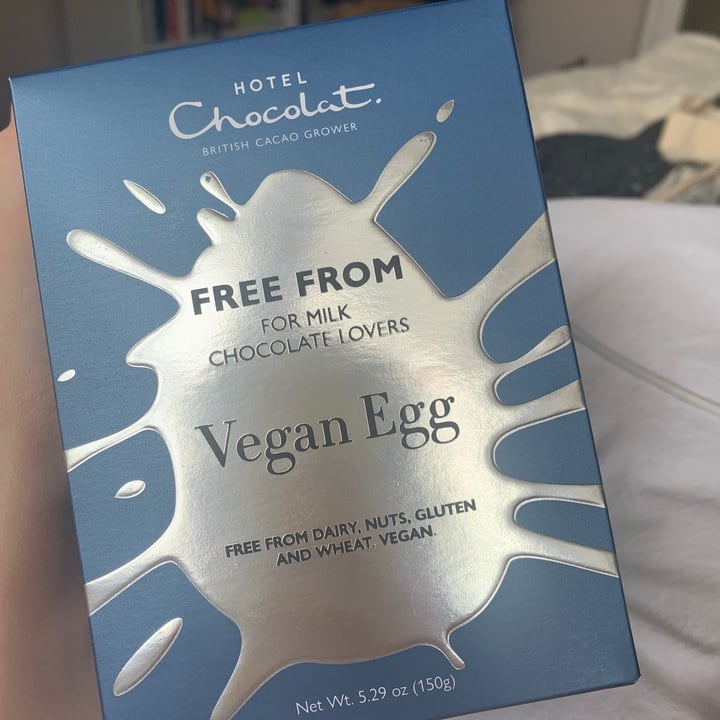 HOTEL
Chocolat.
BRITISH CACAO GROWER
FREE FROM
FOR MILK
CHOCOLATE LOVERS
Vegan Egg
FREE FROM DAIRY, NUTS, GLUTEN
AND WHEAT. VEGAN.
Net Wt. 5.29 oz (150g)